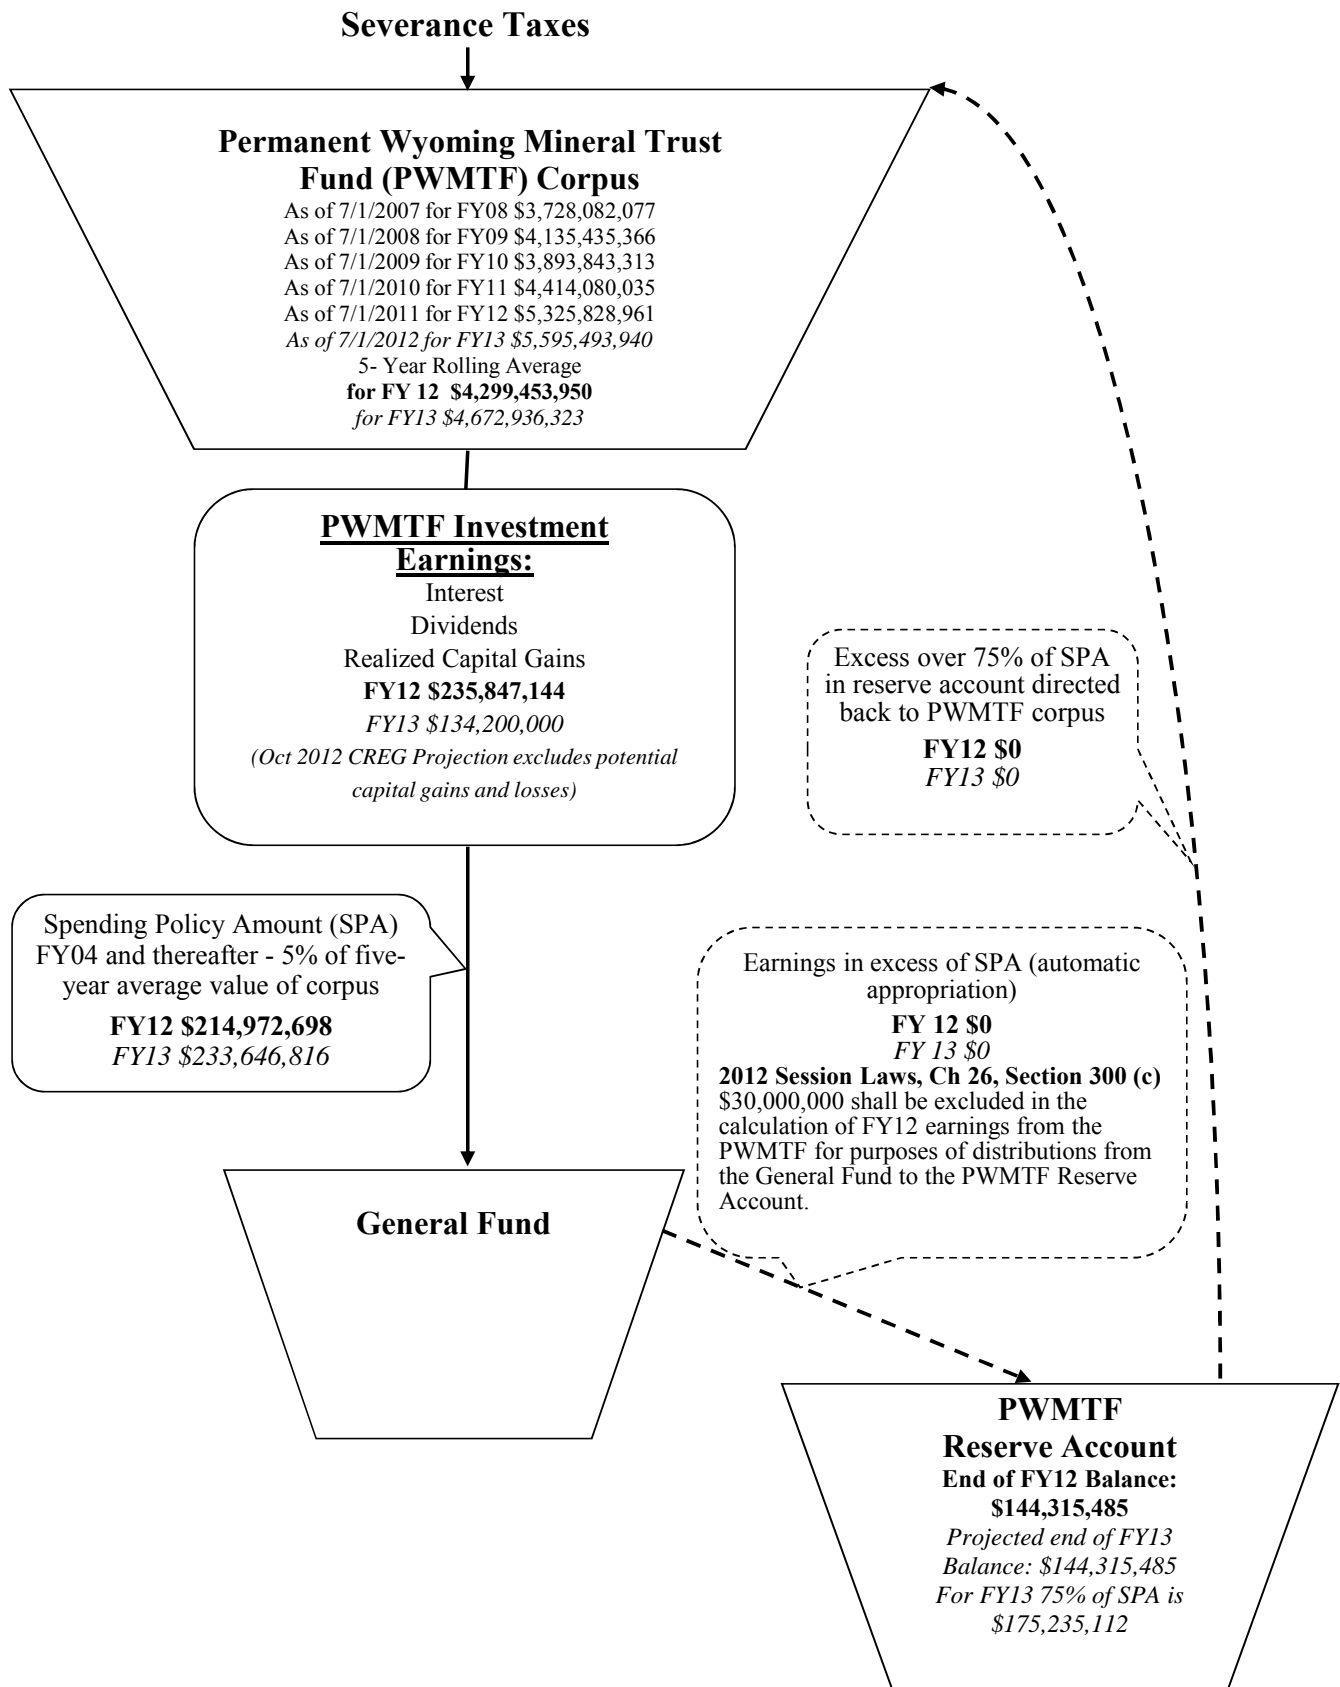 Severance Taxes
Permanent Wyoming Mineral Trust
Fund (PWMTF) Corpus
As of 7/1/2007 for FY08 $3,728,082,077
As of 7/1/2008 for FY09 $4,135,435,366
As of 7/1/2009 for FY10 $3,893,843,313
As of 7/1/2010 for FY11 $4,414,080,035
As of 7/1/2011 for FY12 $5,325,828,961
As of 7/1/2012 for FY13 $5,595,493,940
5- Year Rolling Average
for FY 12  $4,299,453,950
for FY13 $4,672,936,323
PWMTF Investment
Earnings:
Interest
Dividends
Realized Capital Gains
FY12 $235,847,144
FY13 $134,200,000
(Oct 2012 CREG Projection excludes potential
capital gains and losses)
Excess over 75% of SPA
in reserve account directed
back to PWMTF corpus
FY12 $0
FY13 $0
Spending Policy Amount (SPA)
FY04 and thereafter - 5% of five-
year average value of corpus
FY12 $214,972,698
FY13 $233,646,816
Earnings in excess of SPA (automatic
appropriation)
FY 12 $0
FY 13 $0
2012 Session Laws, Ch 26, Section 300 (c)
$30,000,000 shall be excluded in the
calculation of FY12 earnings from the
PWMTF for purposes of distributions from
the General Fund to the PWMTF Reserve
Account.
General Fund
PWMTF
Reserve Account
End of FY12 Balance:
$144,315,485
Projected end of FY13
Balance: $144,315,485
For FY13 75% of SPA is
$175,235,112